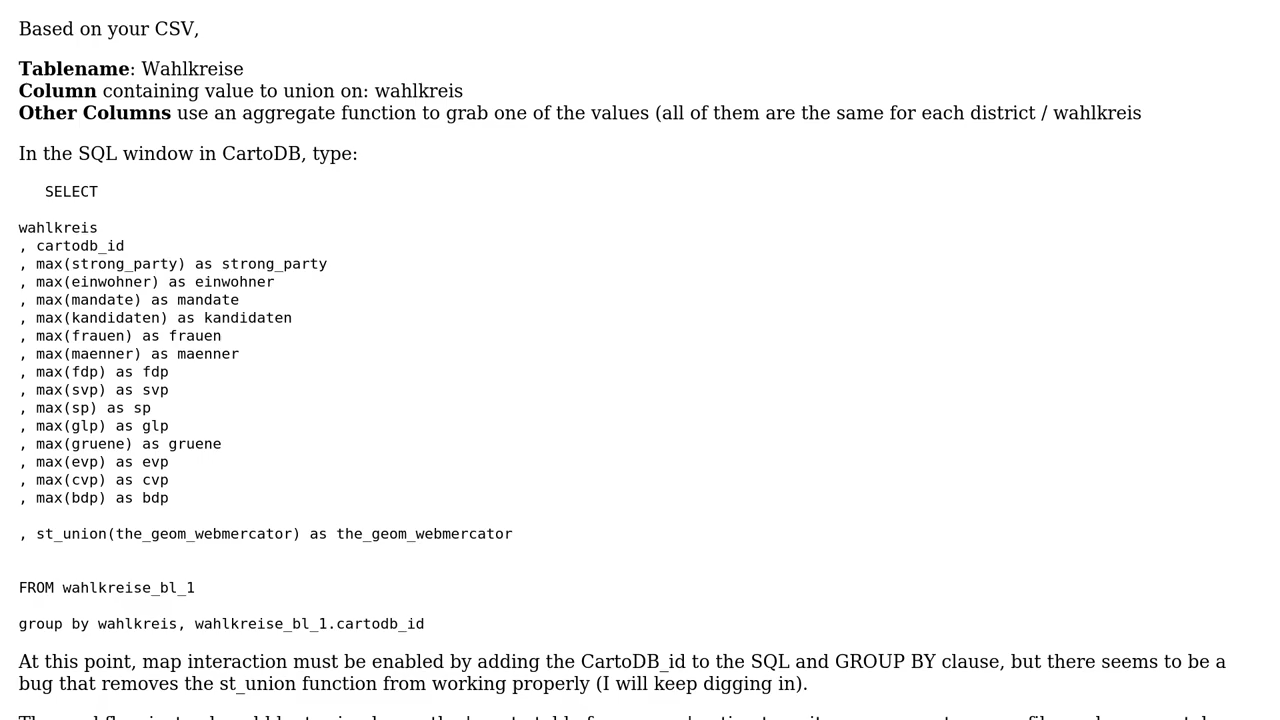 Based on your CSV,
Tablename: Wahlkreise
Column containing value to union on: wahlkreis
Other Columns use an aggregate function to grab one of the values (all of them are the same for each district / wahlkreis
In the SQL window in CartoDB, type:
SELECT
wahlkreis
, cartodb_id
, max(strong_party) as strong_party
, max(einwohner) as einwohner
, max(mandate) as mandate
, max(kandidaten) as kandidaten
, max(frauen) as frauen
, max(maenner) as maenner
, max(fdp) as fdp
, max(svp) as svp
, max(sp) as sp
, max(glp) as glp
, max(gruene) as gruene
, max(evp) as evp
, max(cvp) as cvp
, max(bdp) as bdp
, st_union(the_geom_webmercator) as the_geom_webmercator
FROM wahlkreise_bl_1
group by wahlkreis, wahlkreise_bl_1.cartodb_id
At this point, map interaction must be enabled by adding the CartoDB_id to the SQL and GROUP BY clause, but there seems to be a
bug that removes the st_union function from working properly (I will keep digging in).